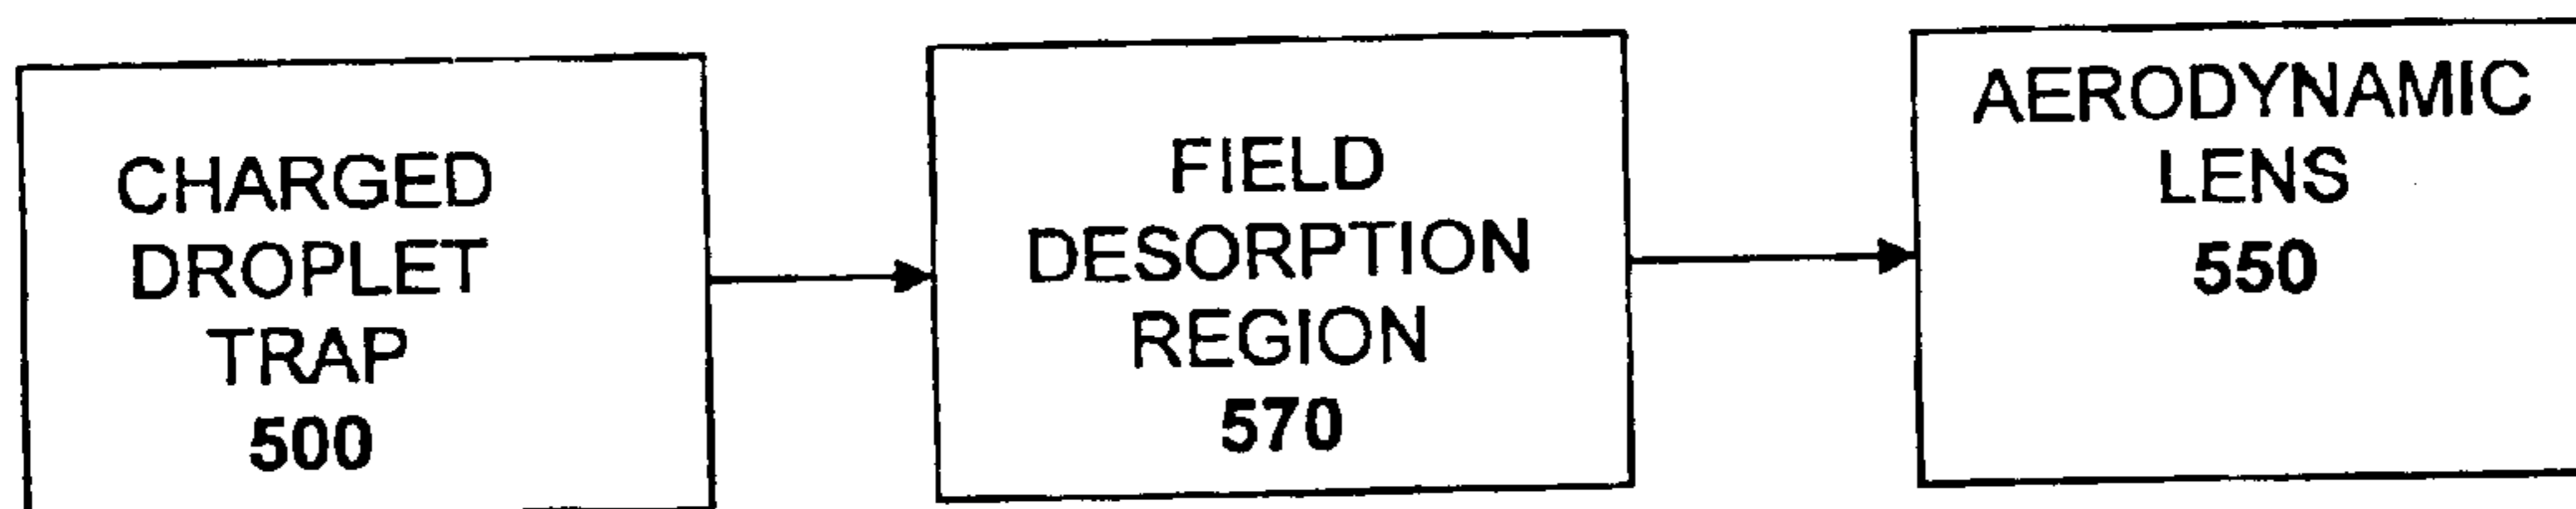 CHARGED
DROPLET
TRAP
500
FIELD
DESORPTION
REGION
570
AERODYNAMIC
LENS
550